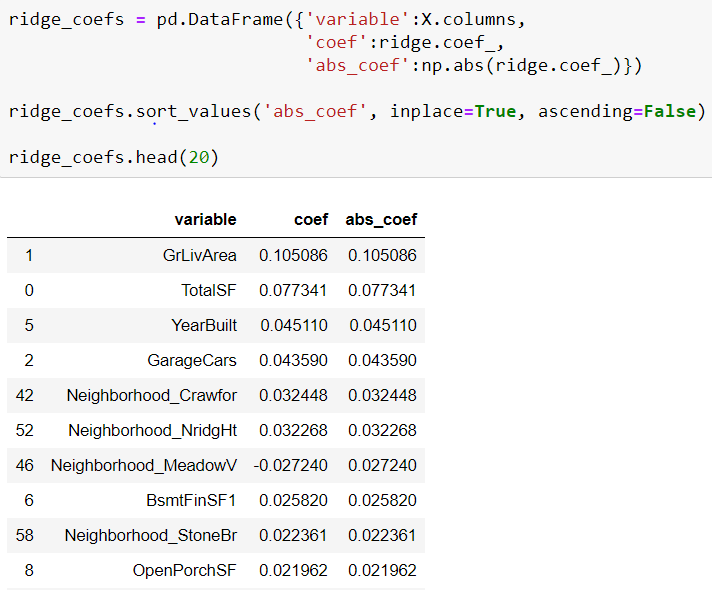 ridge_coefs = pd.DataFrame({'variable':X.columns,
'coef':ridge.coef_,
'abs_coef':np.abs(ridge.coef_)})
ridge_coefs.sort_values('abs_coef', inplace=True, ascending=False)
ridge_coefs.head(20)
variable coef abs_coef
1 GrLivArea 0.105086 0.105086
0 TotalSF 0.077341 0.077341
5 YearBuilt 0.045110 0.045110
2 GarageCars 0.043590 0.043590
42 Neighborhood_Crawfor 0.032448 0.032448
52 Neighborhood_NridgHt 0.032268 0.032268
46 Neighborhood_MeadowV -0.027240 0.027240
6 BsmtFinSF1 0.025820 0.025820
58 Neighborhood_StoneBr 0.022361 0.022361
8 OpenPorchSF 0.021962 0.021962